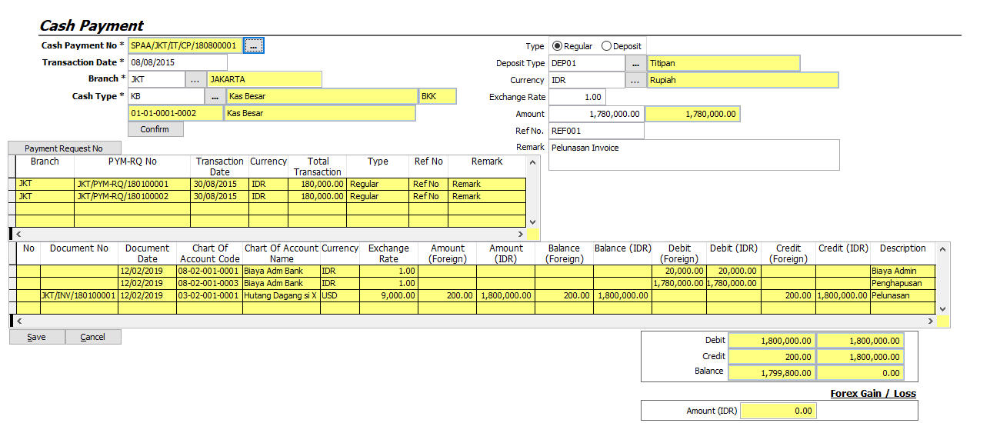 Cash Payment
Cash Payment No * SPAA/JKT/IT/CP/180800001 ...
Transaction Date * 08/08/2015
Branch * JKT ... JAKARTA
Cash Type * KB ... Kas Besar BKK
01-01-0001-0002 Kas Besar
Confirm
Type Regular Deposit
Deposit Type DEP01 ... Titipan
Currency IDR ... Rupiah
Exchange Rate 1.00
Amount 1,780,000.00 1,780,000.00
Ref No. REF001
Remark Pelunasan Invoice
Payment Request No
Branch PYM-RQ No Transaction Date Currency Total Transaction Type Ref No Remark
JKT JKT/PYM-RQ/180100001 30/08/2015 IDR 180,000.00 Regular Ref No Remark
JKT JKT/PYM-RQ/180100002 30/08/2015 IDR 180,000.00 Regular Ref No Remark
No Document No Document Date Chart Of Account Code Chart Of Account Name Currency Exchange Rate Amount (Foreign) Amount (IDR) Balance (Foreign) Balance (IDR) Debit (Foreign) Debit (IDR) Credit (Foreign) Credit (IDR) Description
12/02/2019 08-02-001-0001 Biaya Adm Bank IDR 1.00 20,000.00 20,000.00 Biaya Admin
12/02/2019 08-02-001-0003 Biaya Adm Bank IDR 1.00 1,780,000.00 1,780,000.00 Penghapusan
JKT/INV/180100001 12/02/2019 03-02-001-0001 Hutang Dagang si X USD 9,000.00 200.00 1,800,000.00 200.00 1,800,000.00 200.00 1,800,000.00 Pelunasan
Save Cancel
Debit 1,800,000.00 1,800,000.00
Credit 200.00 1,800,000.00
Balance 1,799,800.00 0.00
Forex Gain / Loss
Amount (IDR) 0.00